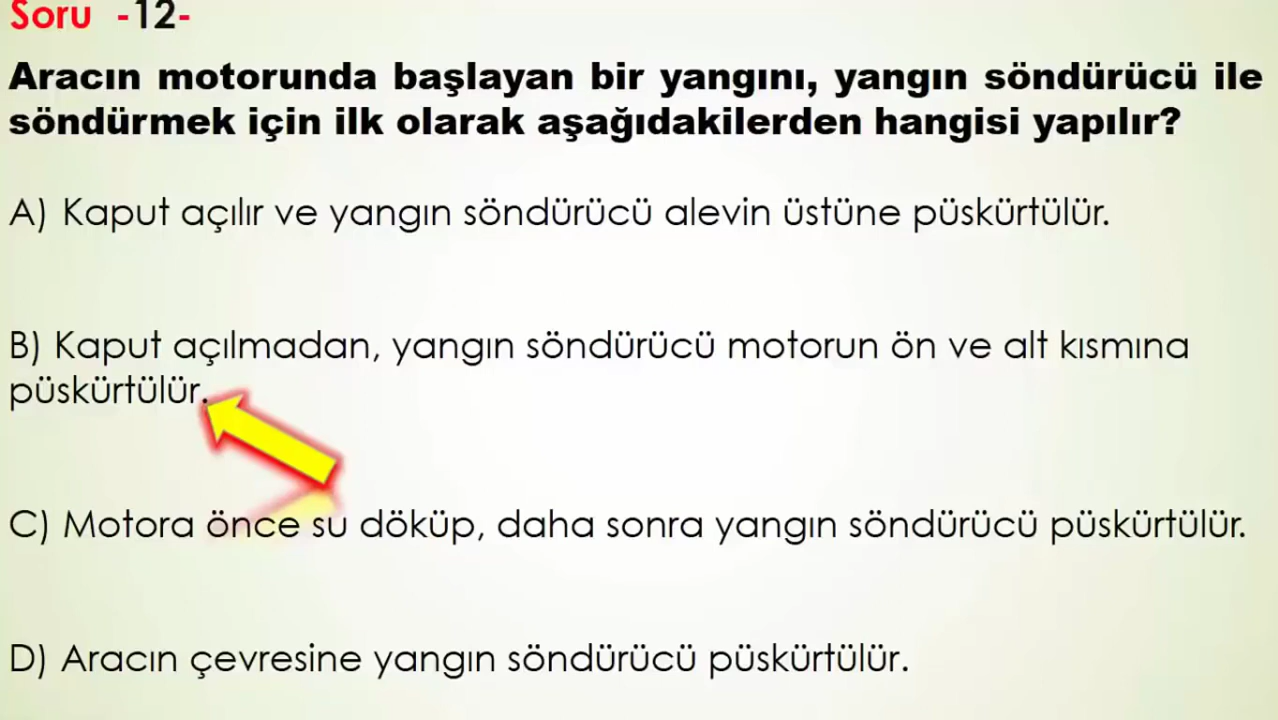 Soru -12-
Aracın motorunda başlayan bir yangını, yangın söndürücü ile
söndürmek için ilk olarak aşağıdakilerden hangisi yapılır?
A) Kaput açılır ve yangın söndürücü alevin üstüne püskürtülür.
B) Kaput açılmadan, yangın söndürücü motorun ön ve alt kısmına
püskürtülür.
C) Motora önce su döküp, daha sonra yangın söndürücü püskürtülür.
D) Aracın çevresine yangın söndürücü püskürtülür.